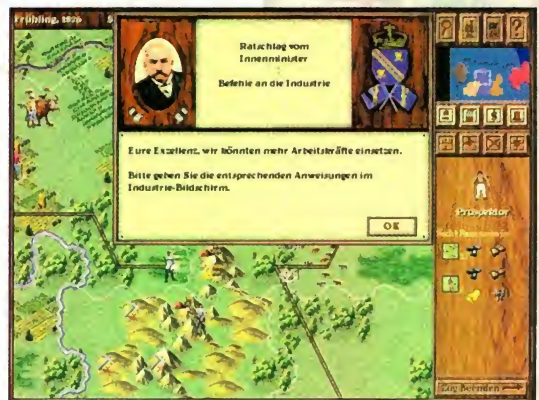 Frühling, 18
Ratschlag vom
Innenminister
:
Befehle an die Industrie
Eure Exzellenz, wir könnten mehr Arbeitskräfte einsetzen.
Bitte geben Sie die entsprechenden Anweisungen im
Industrie-Bildschirm.
OK
Prospektor
Zug Beenden